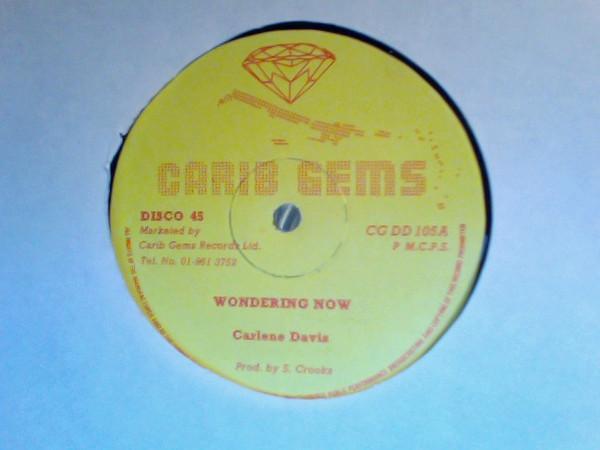 CARIB GEMS
DISCO 45
CG DD 105A
Marketed by
P M.C.P.S.
Carib Gems Records Ltd.
Tel. No. 01-961 3752
WONDERING NOW
Carlene Davis
Prod. by S. Crooks